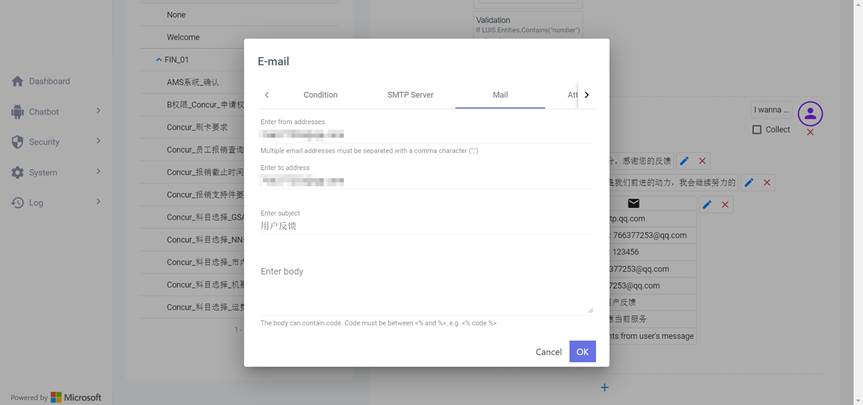 None
Welcome
FIN_01
AMS系统_确认
B权限_Concur_申请权
Concur_刷卡要求
Concur_员工报销查询
Concur_报销截止时间
Concur_报销支持件要
Concur_科目选择_GSA
Concur_科目选择_NN
Concur_科目选择_市
Concur_科目选择_机
Concur_科目选择_运
1 -
Dashboard
Chatbot
Security
System
Log
Powered by Microsoft
E-mail
Condition
SMTP Server
Mail
Att
Enter from addresses
Multiple email addresses must be separated with a comma character (",")
Enter to address
Enter subject
用户反馈
Enter body
The body can contain code. Code must be between <% and %>, e.g. <% code %>
Cancel
OK
Validation
If LUIS.Entities.Contains("number")
I wanna ...
Collect
，感谢您的反馈
是我们前进的动力，我会继续努力的
tp.qq.com
: 766377253@qq.com
: 123456
377253@qq.com
377253@qq.com
户反馈
当前服务
nts from user's message